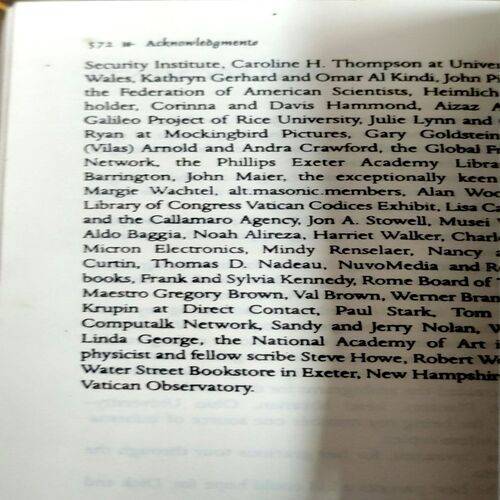 572 Acknowledgments
Security Institute, Caroline H. Thompson at
Wales, Kathryn Gerhard and Omar Al Kindi, John
the Federation of American Scientists, Heimlich
holder, Corinna and Davis Hammond, Aizaz
Galileo Project of Rice University, Julie Lynn and
Ryan at Mockingbird Pictures, Gary Goldstein
(Vilas) Arnold and Andra Crawford, the Global
Network, the Phillips Exeter Academy
Barrington, John Maier, the exceptionally keen
Margie Wachtel, alt.masonic.members, Alan
Library of Congress Vatican Codices Exhibit, Lisa
and the Callamaro Agency, Jon A. Stowell, Musei
Aldo Baggia, Noah Alireza, Harriet Walker,
Micron Electronics, Mindy Renselaer, Nancy
Curtin, Thomas D. Nadeau, NuvoMedia and
books, Frank and Sylvia Kennedy, Rome Board of
Maestro Gregory Brown, Val Brown, Werner
Krupin at Direct Contact, Paul Stark, Tom
Computalk Network, Sandy and Jerry Nolan,
Linda George, the National Academy of Art
physicist and fellow scribe Steve Howe, Robert
Water Street Bookstore in Exeter, New
Vatican Observatory.